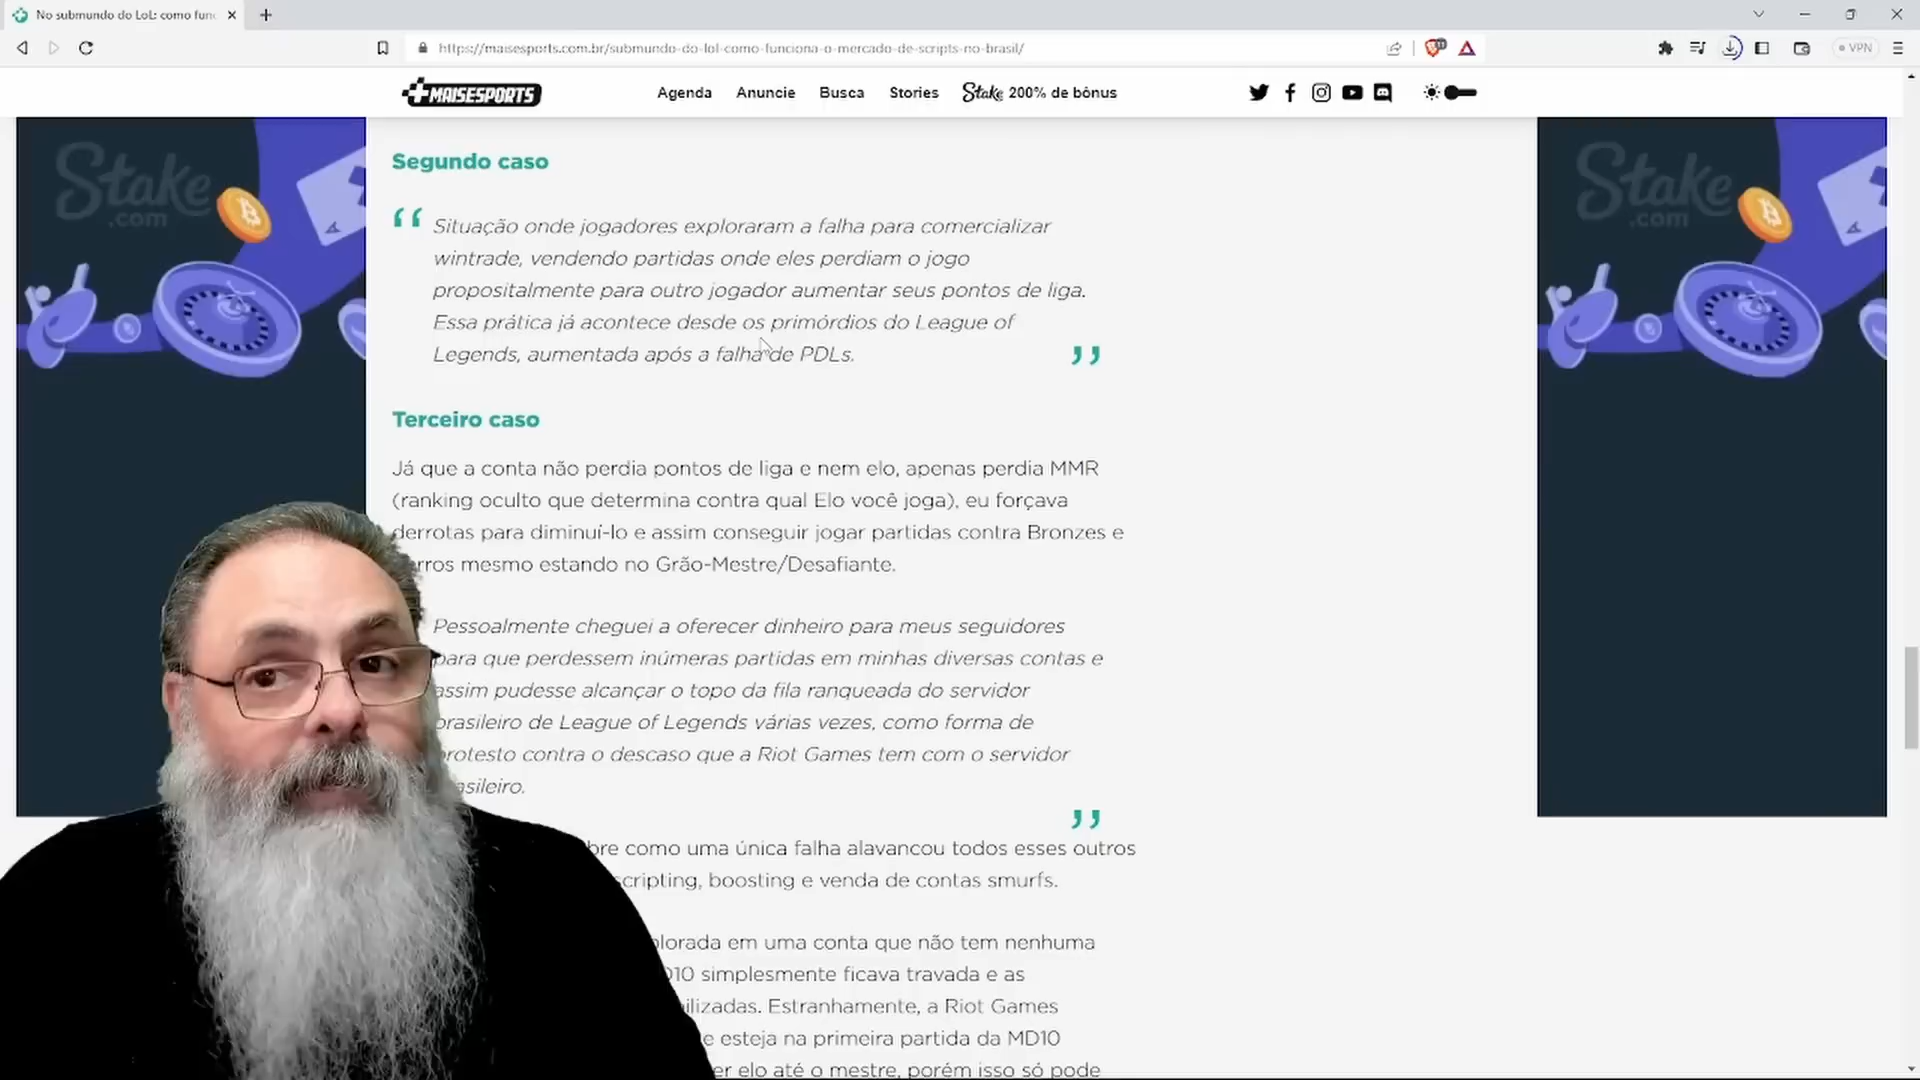 No submundo do LoL: como func
https://maisesports.com.br/submundo-do-lol-como-funciona-o-mercado-de-scripts-no-brasil/
VPN
MAISESPORTS
Agenda
Anuncie
Busca
Stories
Stake 200% de bônus
Stake
.com
Stake
.com
Segundo caso
“ Situação onde jogadores exploraram a falha para comercializar
wintrade, vendendo partidas onde eles perdiam o jogo
propositalmente para outro jogador aumentar seus pontos de liga.
Essa prática já acontece desde os primórdios do League of
Legends, aumentada após a falha de PDLs. ”
Terceiro caso
Já que a conta não perdia pontos de liga e nem elo, apenas perdia MMR
(ranking oculto que determina contra qual Elo você joga), eu forçava
derrotas para diminuí-lo e assim conseguir jogar partidas contra Bronzes e
erros mesmo estando no Grão-Mestre/Desafiante.
Pessoalmente cheguei a oferecer dinheiro para meus seguidores
para que perdessem inúmeras partidas em minhas diversas contas e
assim pudesse alcançar o topo da fila ranqueada do servidor
brasileiro de League of Legends várias vezes, como forma de
protesto contra o descaso que a Riot Games tem com o servidor
asileiro.
”
bre como uma única falha alavancou todos esses outros
scripting, boosting e venda de contas smurfs.
plorada em uma conta que não tem nenhuma
D10 simplesmente ficava travada e as
bilizadas. Estranhamente, a Riot Games
e esteja na primeira partida da MD10
er elo até o mestre, porém isso só pode